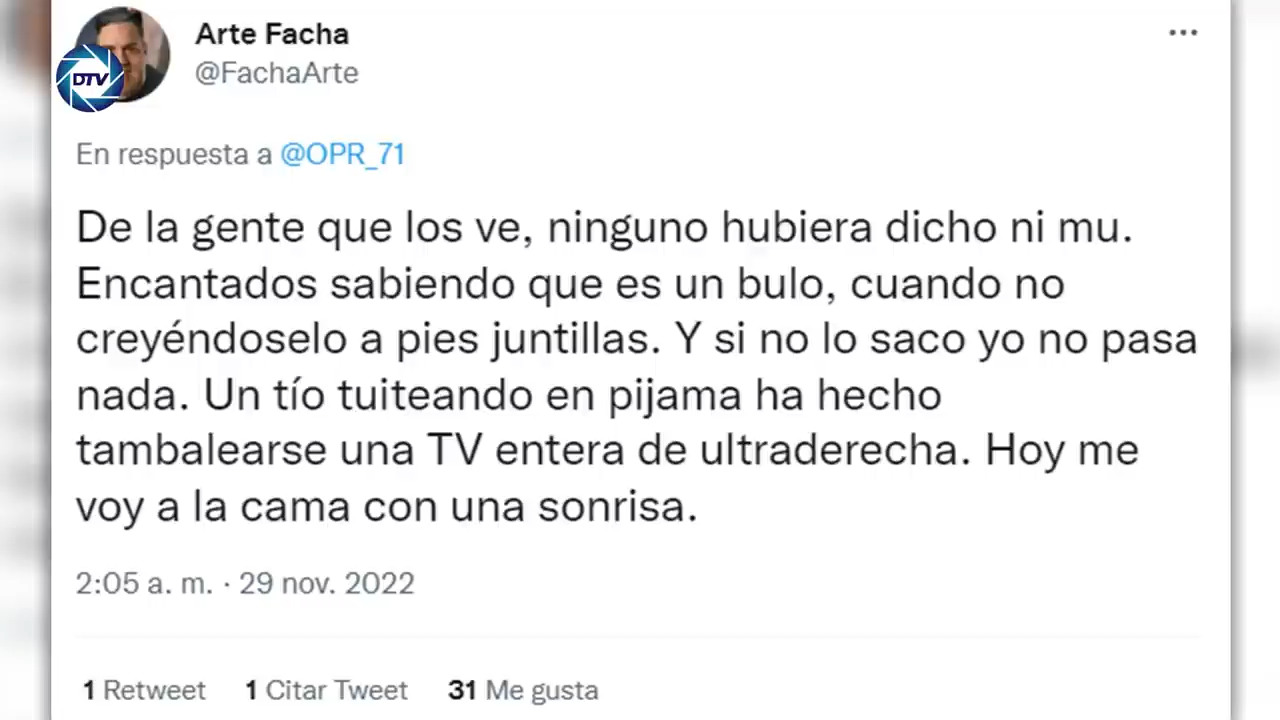 Arte Facha
@FachaArte
DTV
En respuesta a @OPR_71
De la gente que los ve, ninguno hubiera dicho ni mu.
Encantados sabiendo que es un bulo, cuando no
creyéndoselo a pies juntillas. Y si no lo saco yo no pasa
nada. Un tío tuiteando en pijama ha hecho
tambalearse una TV entera de ultraderecha. Hoy me
voy a la cama con una sonrisa.
2:05 a. m. · 29 nov. 2022
1 Retweet 1 Citar Tweet 31 Me gusta